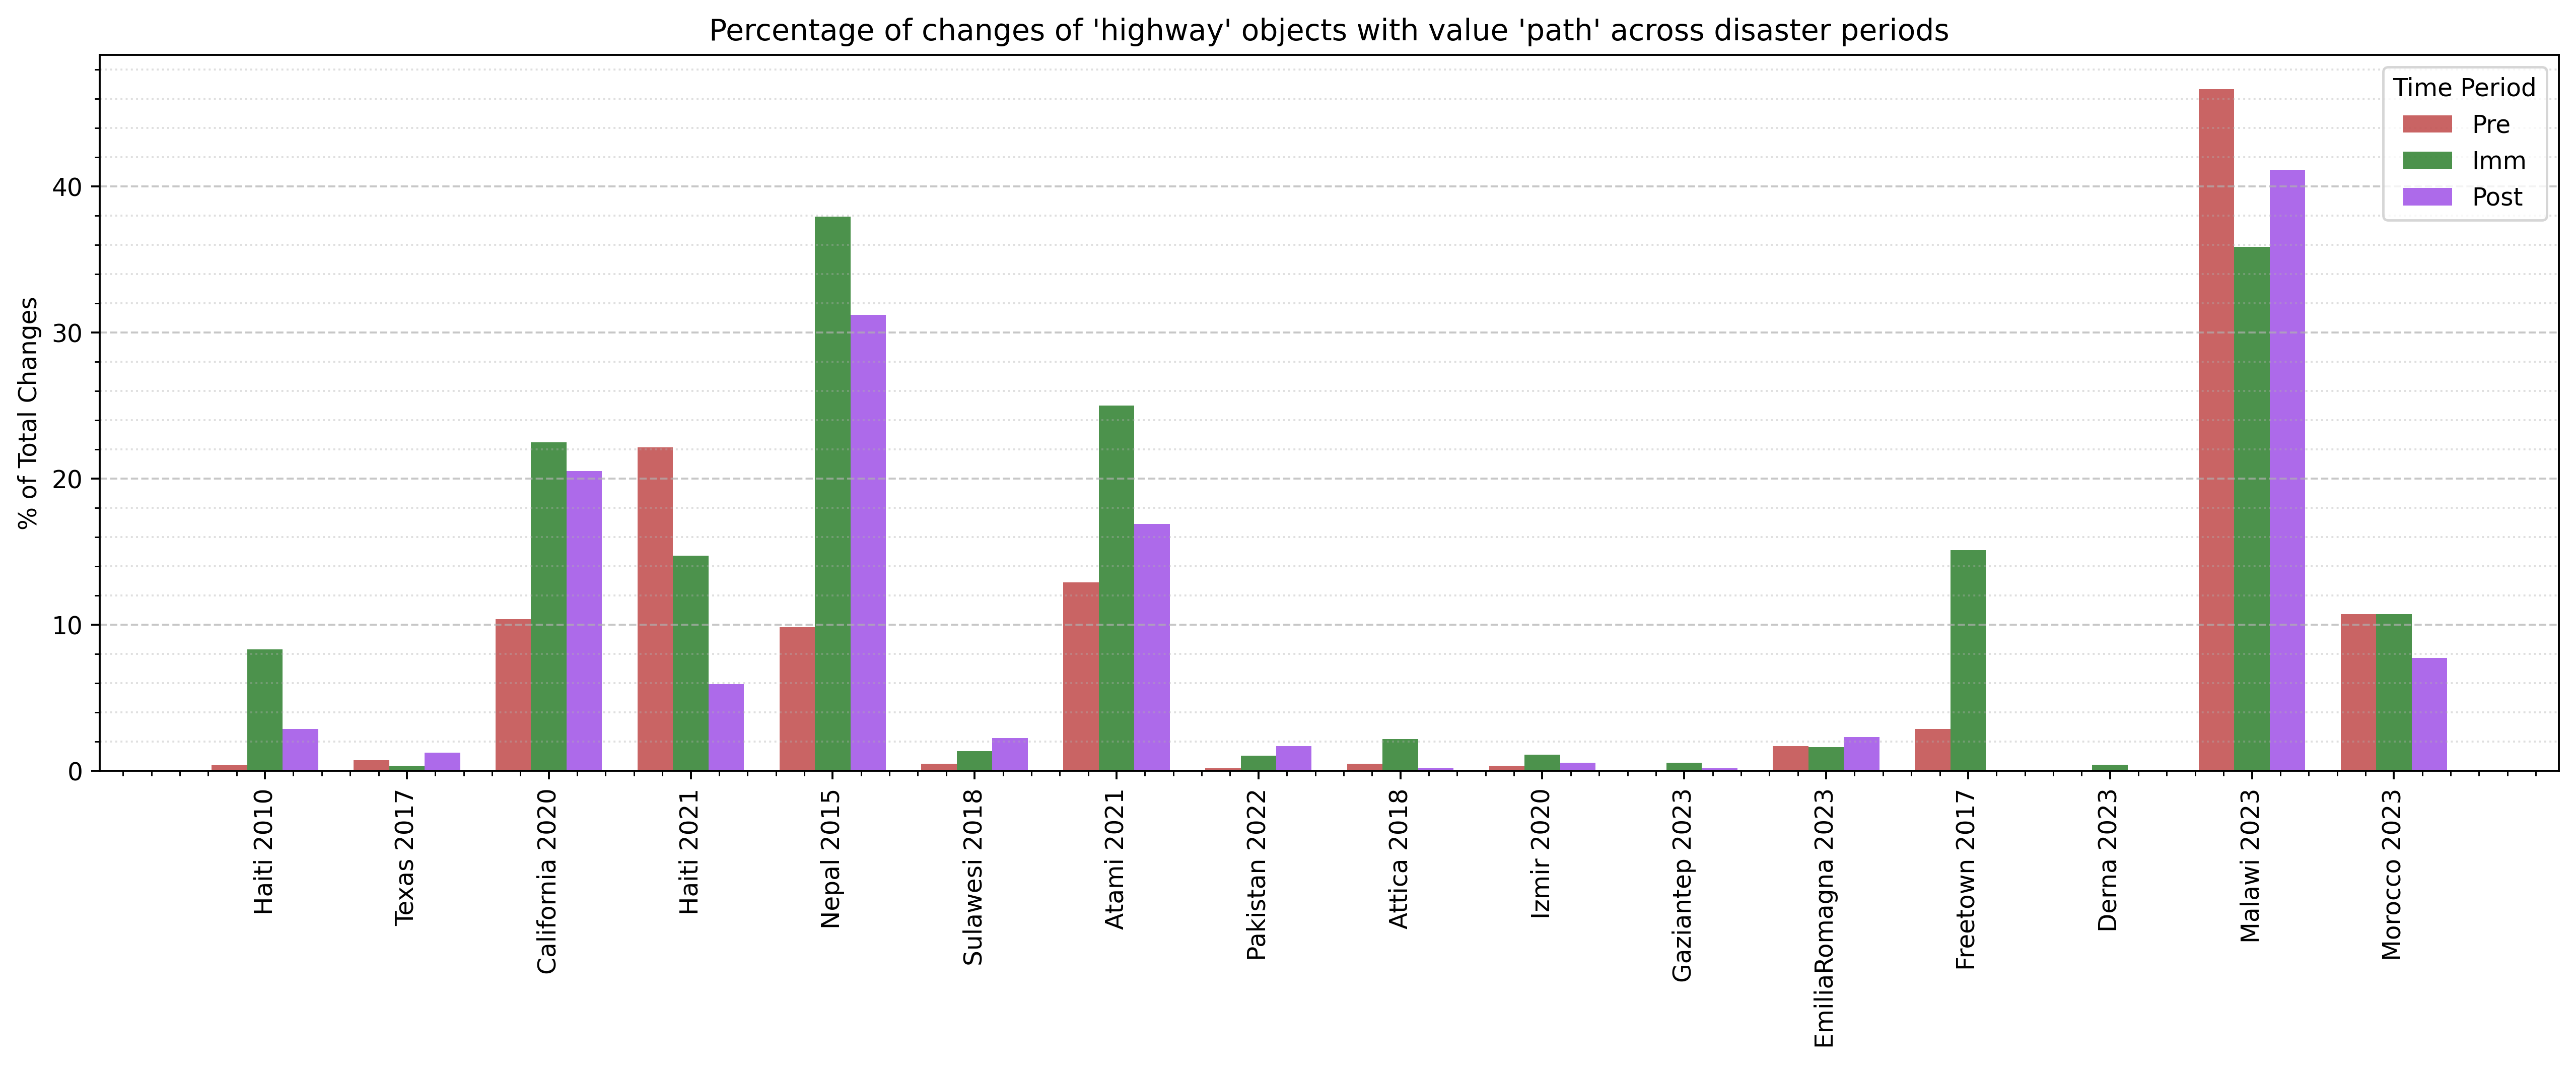 Percentage of changes of 'highway' objects with value 'path' across disaster periods
% of Total Changes
40
30
20
10
0
Time Period
Pre
Imm
Post
Haiti 2010
Texas 2017
California 2020
Haiti 2021
Nepal 2015
Sulawesi 2018
Atami 2021
Pakistan 2022
Attica 2018
Izmir 2020
Gaziantep 2023
EmiliaRomagna 2023
Freetown 2017
Derna 2023
Malawi 2023
Morocco 2023